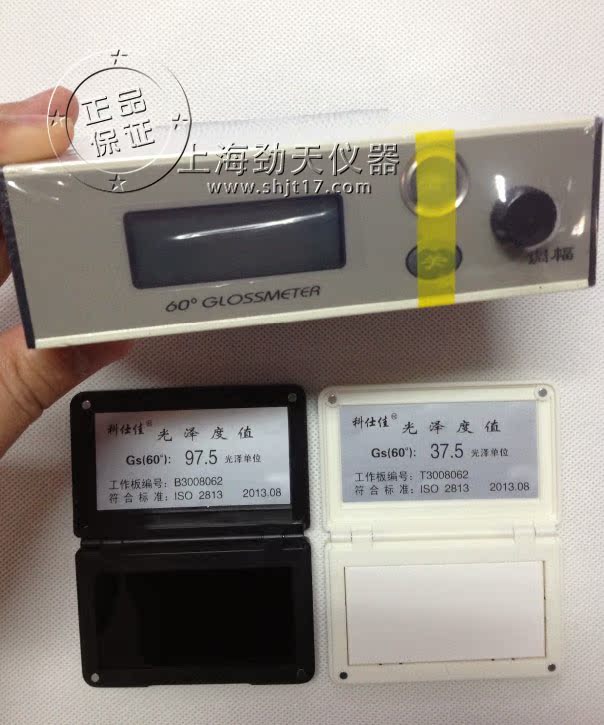 正品
保证
上海劲天仪器
www.shjt17.com
调幅
60° GLOSSMETER
科仕佳® 光泽度值
Gs(60°): 97.5 光泽单位
工作板编号: B3008062
符合标准: ISO 2813 2013.08
科仕佳® 光泽度值
Gs(60°): 37.5 光泽单位
工作板编号: T3008062
符合标准: ISO 2813 2013.08